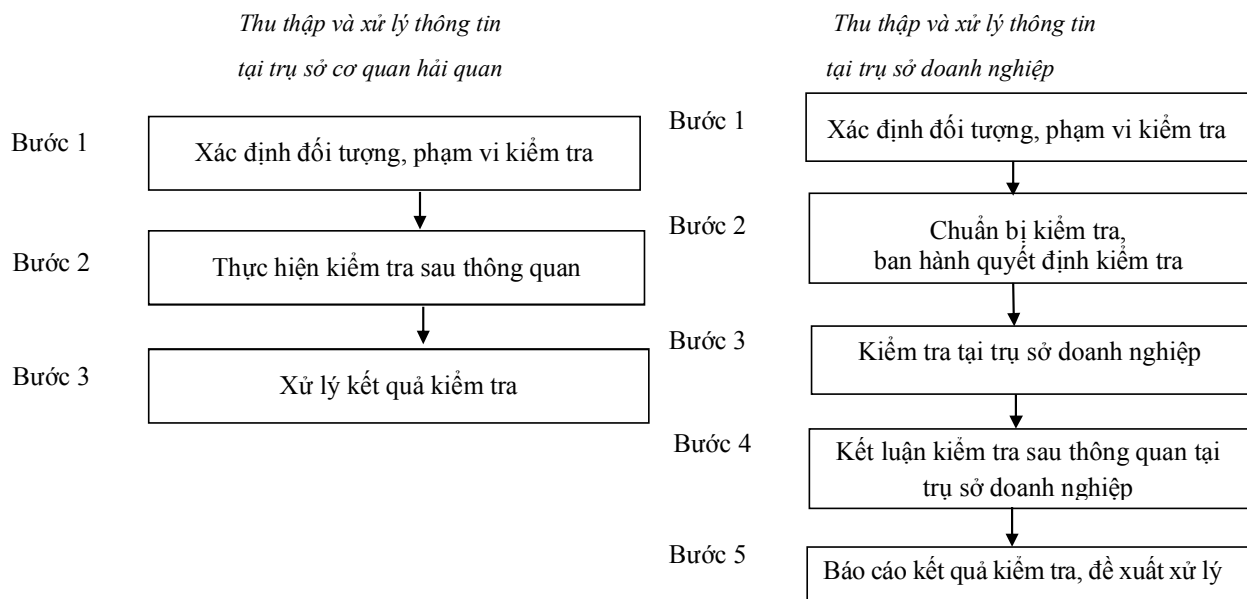 Thu thập và xử lý thông tin
tại trụ sở cơ quan hải quan
Bước 1
Xác định đối tượng, phạm vi kiểm tra
Bước 2
Thực hiện kiểm tra sau thông quan
Bước 3
Xử lý kết quả kiểm tra
Thu thập và xử lý thông tin
tại trụ sở doanh nghiệp
Bước 1
Xác định đối tượng, phạm vi kiểm tra
Bước 2
Chuẩn bị kiểm tra,
ban hành quyết định kiểm tra
Bước 3
Kiểm tra tại trụ sở doanh nghiệp
Bước 4
Kết luận kiểm tra sau thông quan tại
trụ sở doanh nghiệp
Bước 5
Báo cáo kết quả kiểm tra, đề xuất xử lý